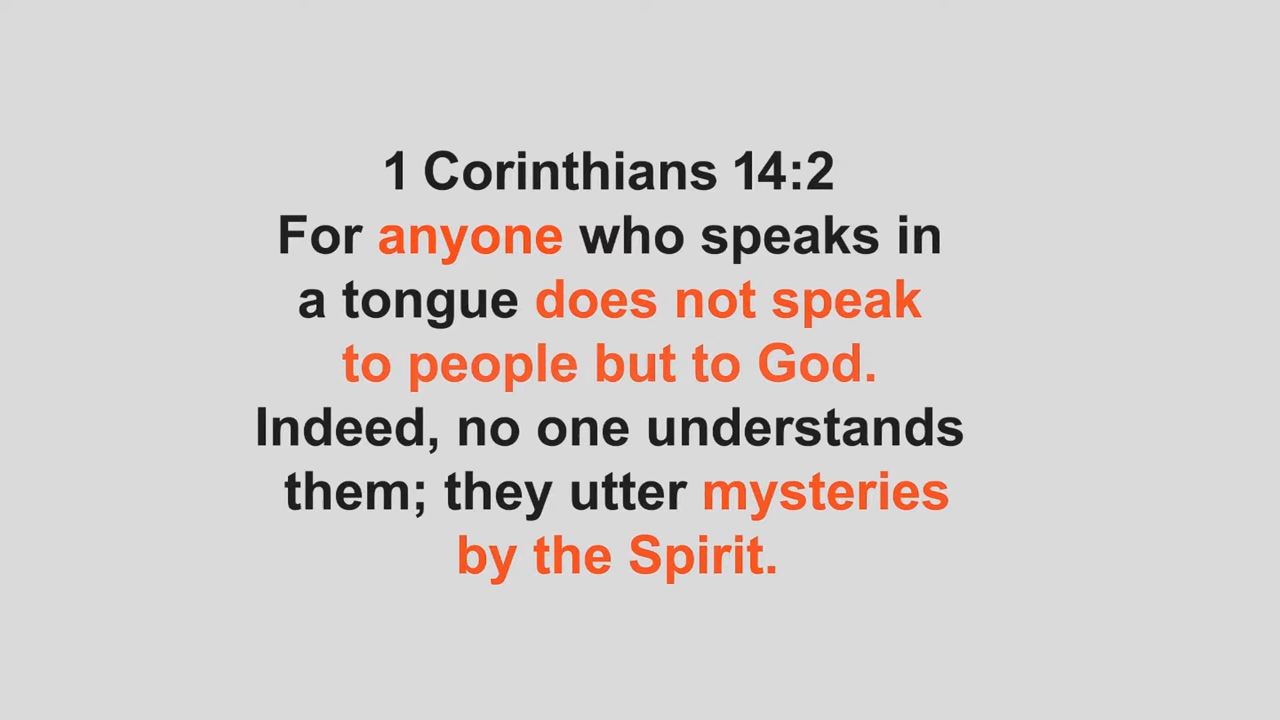 1 Corinthians 14:2
For anyone who speaks in
a tongue does not speak
to people but to God.
Indeed, no one understands
them; they utter mysteries
by the Spirit.